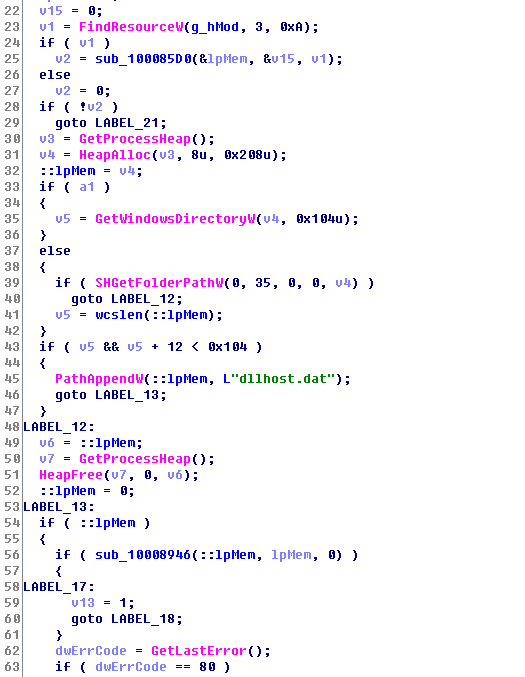 22 v15 = 0;
23 v1 = FindResourceW(g_hMod, 3, 0xA);
24 if ( v1 )
25 v2 = sub_100085D0(&lpMem, &v15, v1);
26 else
27 v2 = 0;
28 if ( !v2 )
29 goto LABEL_21;
30 v3 = GetProcessHeap();
31 v4 = HeapAlloc(v3, 8u, 0x208u);
32 ::lpMem = v4;
33 if ( a1 )
34 {
35 v5 = GetWindowsDirectoryW(v4, 0x104u);
36 }
37 else
38 {
39 if ( SHGetFolderPathW(0, 35, 0, 0, v4) )
40 goto LABEL_12;
41 v5 = wcslen(::lpMem);
42 }
43 if ( v5 && v5 + 12 < 0x104 )
44 {
45 PathAppendW(::lpMem, L"dllhost.dat");
46 goto LABEL_13;
47 }
48 LABEL_12:
49 v6 = ::lpMem;
50 v7 = GetProcessHeap();
51 HeapFree(v7, 0, v6);
52 ::lpMem = 0;
53 LABEL_13:
54 if ( ::lpMem )
55 {
56 if ( sub_10008946(::lpMem, lpMem, 0) )
57 {
58 LABEL_17:
59 v13 = 1;
60 goto LABEL_18;
61 }
62 dwErrCode = GetLastError();
63 if ( dwErrCode == 80 )